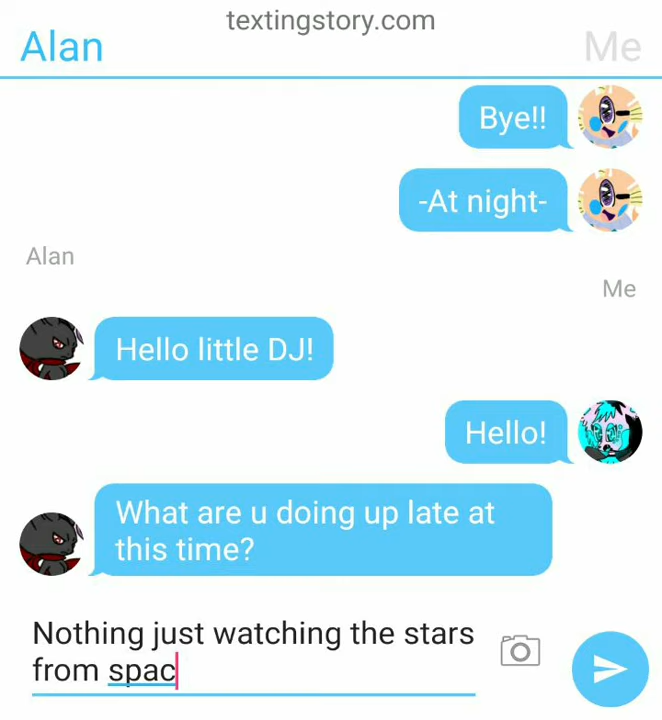 textingstory.com
Alan
Me
Bye!!
-At night-
Alan
Me
Hello little DJ!
Hello!
What are u doing up late at
this time?
Nothing just watching the stars
from spac